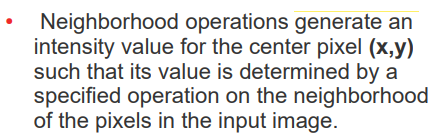 • Neighborhood operations generate an
intensity value for the center pixel (x,y)
such that its value is determined by a
specified operation on the neighborhood
of the pixels in the input image.